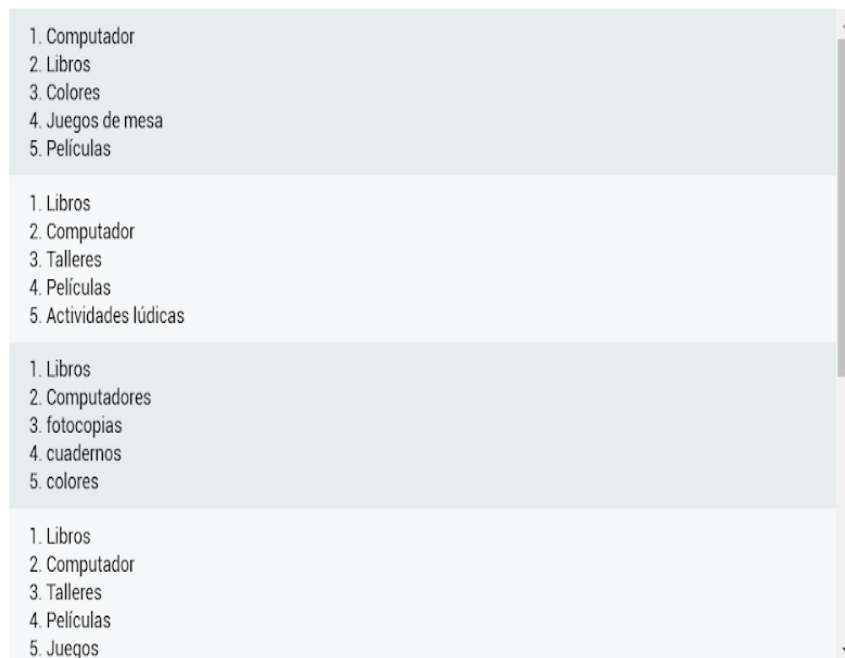 1. Computador
2. Libros
3. Colores
4. Juegos de mesa
5. Películas
1. Libros
2. Computador
3. Talleres
4. Películas
5. Actividades lúdicas
1. Libros
2. Computadores
3. fotocopias
4. cuadernos
5. colores
1. Libros
2. Computador
3. Talleres
4. Películas
5. Juegos